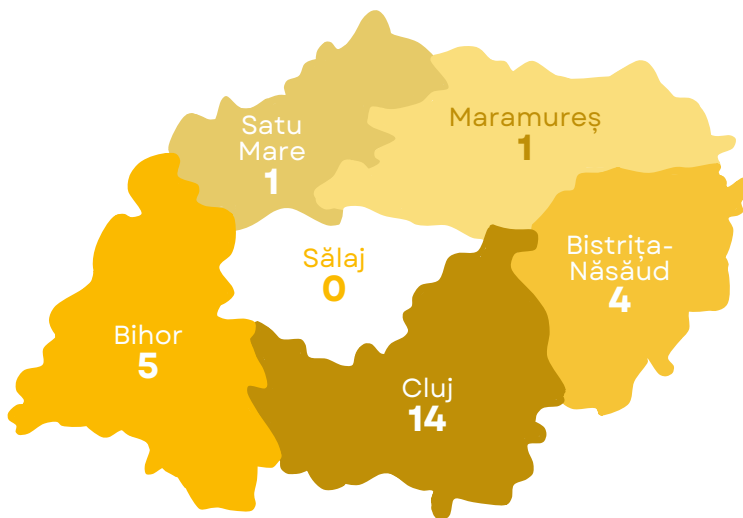 Satu
Mare
1
Maramureș
1
Sălaj
0
Bistrița-
Năsăud
4
Bihor
5
Cluj
14